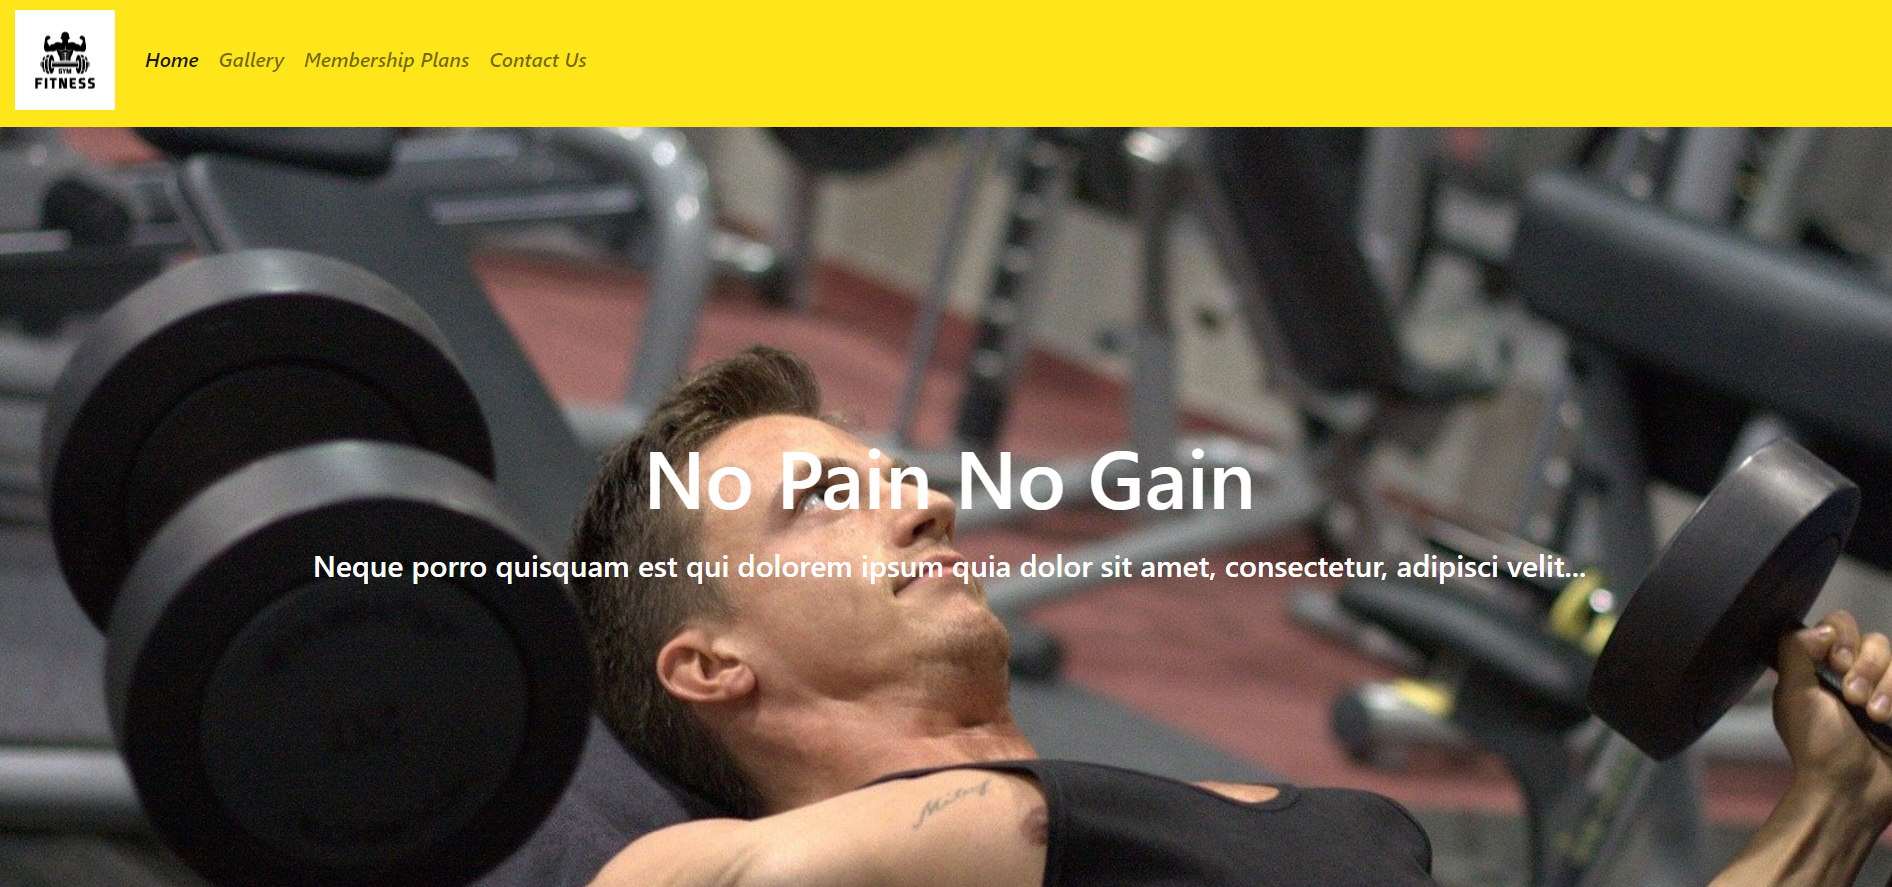 GYM
FITNESS
Home Gallery Membership Plans Contact Us
No Pain No Gain
Neque porro quisquam est qui dolorem ipsum quia dolor sit amet, consectetur, adipisci velit...